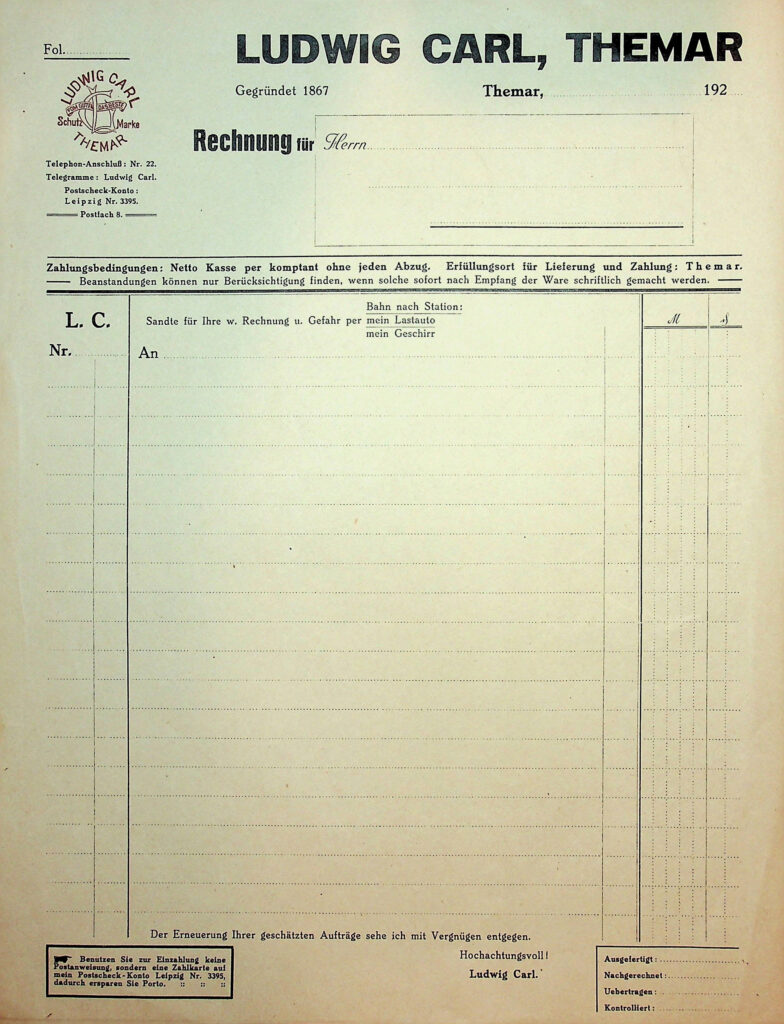 Fol.
LUDWIG CARL, THEMAR
Gegründet 1867
Themar, 192
LUDWIG CARL
ZUM GUTEN DAS BESTE
Schutz Marke
THEMAR
Telephon-Anschluß: Nr. 22.
Telegramme: Ludwig Carl.
Postscheck-Konto:
Leipzig Nr. 3395.
Postfach 8.
Rechnung für Herrn
Zahlungsbedingungen: Netto Kasse per komptant ohne jeden Abzug. Erfüllungsort für Lieferung und Zahlung: Themar.
Beanstandungen können nur Berücksichtigung finden, wenn solche sofort nach Empfang der Ware schriftlich gemacht werden.
L. C.
Nr.
Bahn nach Station:
Sandte für Ihre w. Rechnung u. Gefahr per mein Lastauto
mein Geschirr
M ₰
An
Der Erneuerung Ihrer geschätzten Aufträge sehe ich mit Vergnügen entgegen.
Hochachtungsvoll!
Ludwig Carl.
Benutzen Sie zur Einzahlung keine
Postanweisung, sondern eine Zahlkarte auf
mein Postscheck-Konto Leipzig Nr. 3395,
dadurch ersparen Sie Porto. :: :: ::
Ausgefertigt:
Nachgerechnet:
Uebertragen:
Kontrolliert: